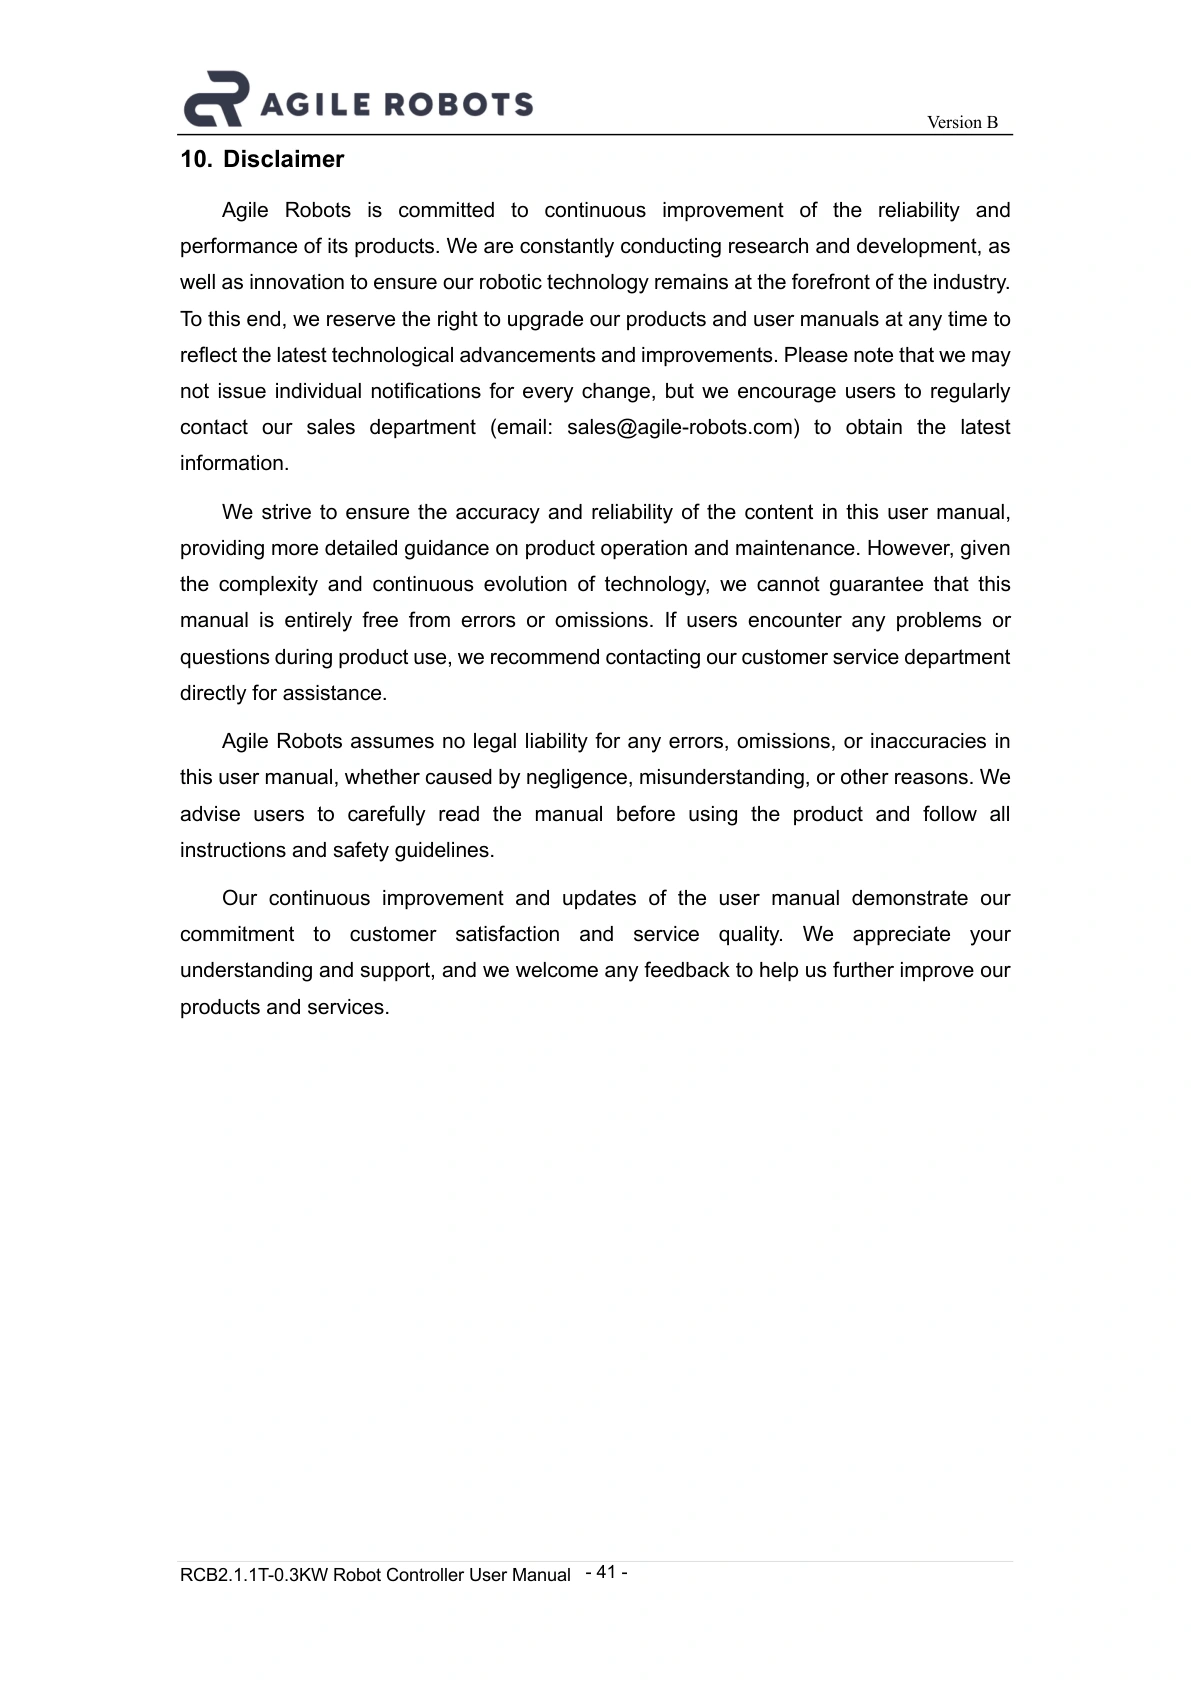 AGILE ROBOTS
Version B
10. Disclaimer
Agile Robots is committed to continuous improvement of the reliability and
performance of its products. We are constantly conducting research and development, as
well as innovation to ensure our robotic technology remains at the forefront of the industry.
To this end, we reserve the right to upgrade our products and user manuals at any time to
reflect the latest technological advancements and improvements. Please note that we may
not issue individual notifications for every change, but we encourage users to regularly
contact our sales department (email: sales@agile-robots.com) to obtain the latest
information.
We strive to ensure the accuracy and reliability of the content in this user manual,
providing more detailed guidance on product operation and maintenance. However, given
the complexity and continuous evolution of technology, we cannot guarantee that this
manual is entirely free from errors or omissions. If users encounter any problems or
questions during product use, we recommend contacting our customer service department
directly for assistance.
Agile Robots assumes no legal liability for any errors, omissions, or inaccuracies in
this user manual, whether caused by negligence, misunderstanding, or other reasons. We
advise users to carefully read the manual before using the product and follow all
instructions and safety guidelines.
Our continuous improvement and updates of the user manual demonstrate our
commitment to customer satisfaction and service quality. We appreciate your
understanding and support, and we welcome any feedback to help us further improve our
products and services.
RCB2.1.1T-0.3KW Robot Controller User Manual - 41 -